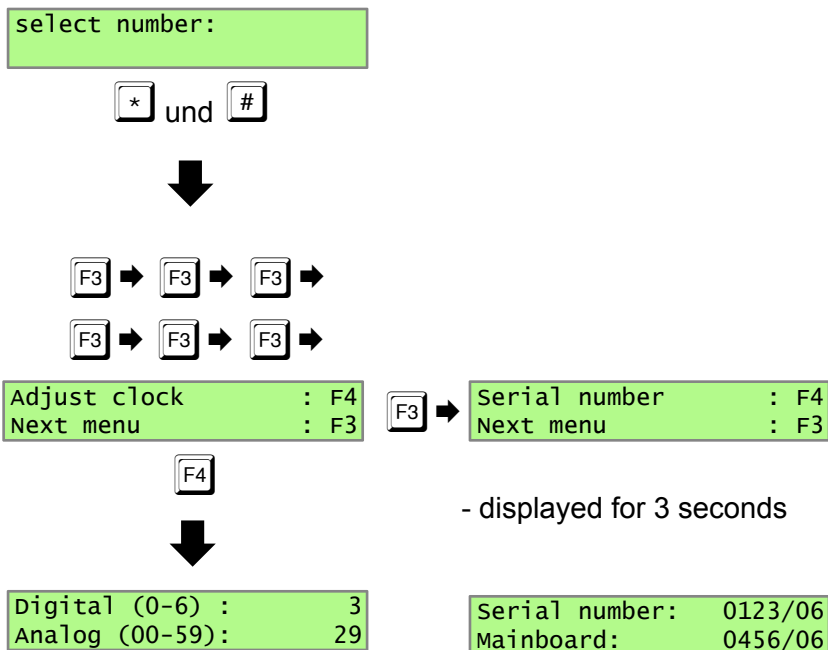 select number:
* und #
F3 F3 F3
F3 F3 F3
Adjust clock : F4
Next menu : F3
F3
Serial number : F4
Next menu : F3
F4
- displayed for 3 seconds
Digital (0-6) : 3
Analog (00-59): 29
Serial number: 0123/06
Mainboard: 0456/06